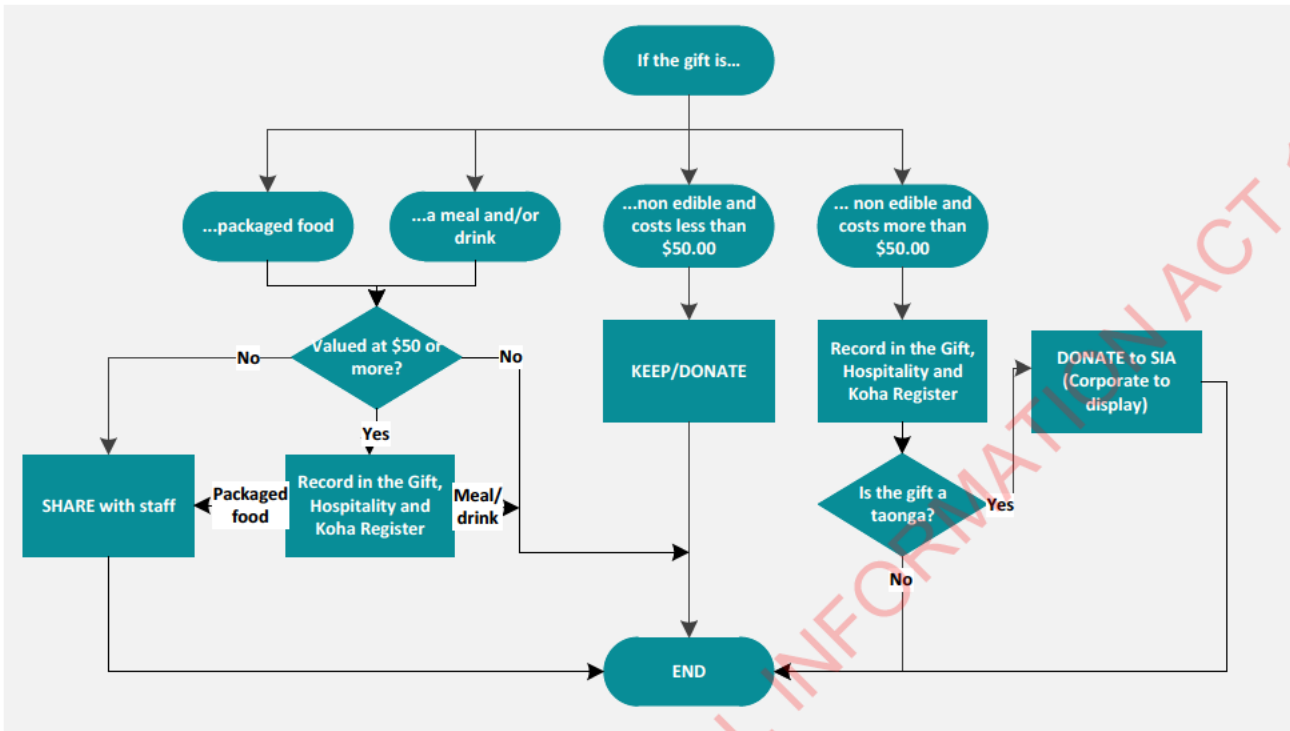 If the gift is...
...packaged food
...a meal and/or
drink
...non edible and
costs less than
$50.00
... non edible and
costs more than
$50.00
Valued at $50 or
more?
No
No
Yes
KEEP/DONATE
Record in the Gift,
Hospitality and
Koha Register
DONATE to SIA
(Corporate to
display)
SHARE with staff
Packaged
food
Record in the Gift,
Hospitality and
Koha Register
Meal/
drink
Is the gift a
taonga?
Yes
No
END
INFORMATION ACT